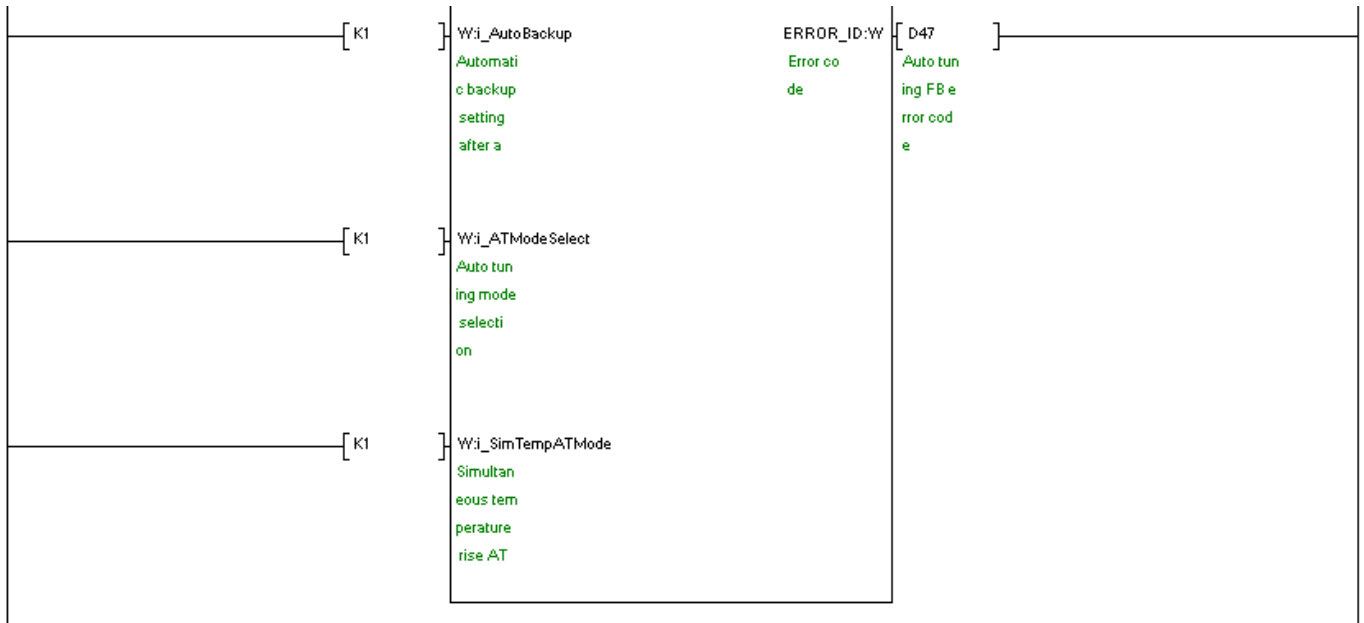 [ K1 ] W:i_AutoBackup ERROR_ID:W [ D47 ]
Automati Error co Auto tun
c backup de ing FB e
setting rror cod
after a e
[ K1 ] W:i_ATModeSelect
Auto tun
ing mode
selecti
on
[ K1 ] W:i_SimTempATMode
Simultan
eous tem
perature
rise AT